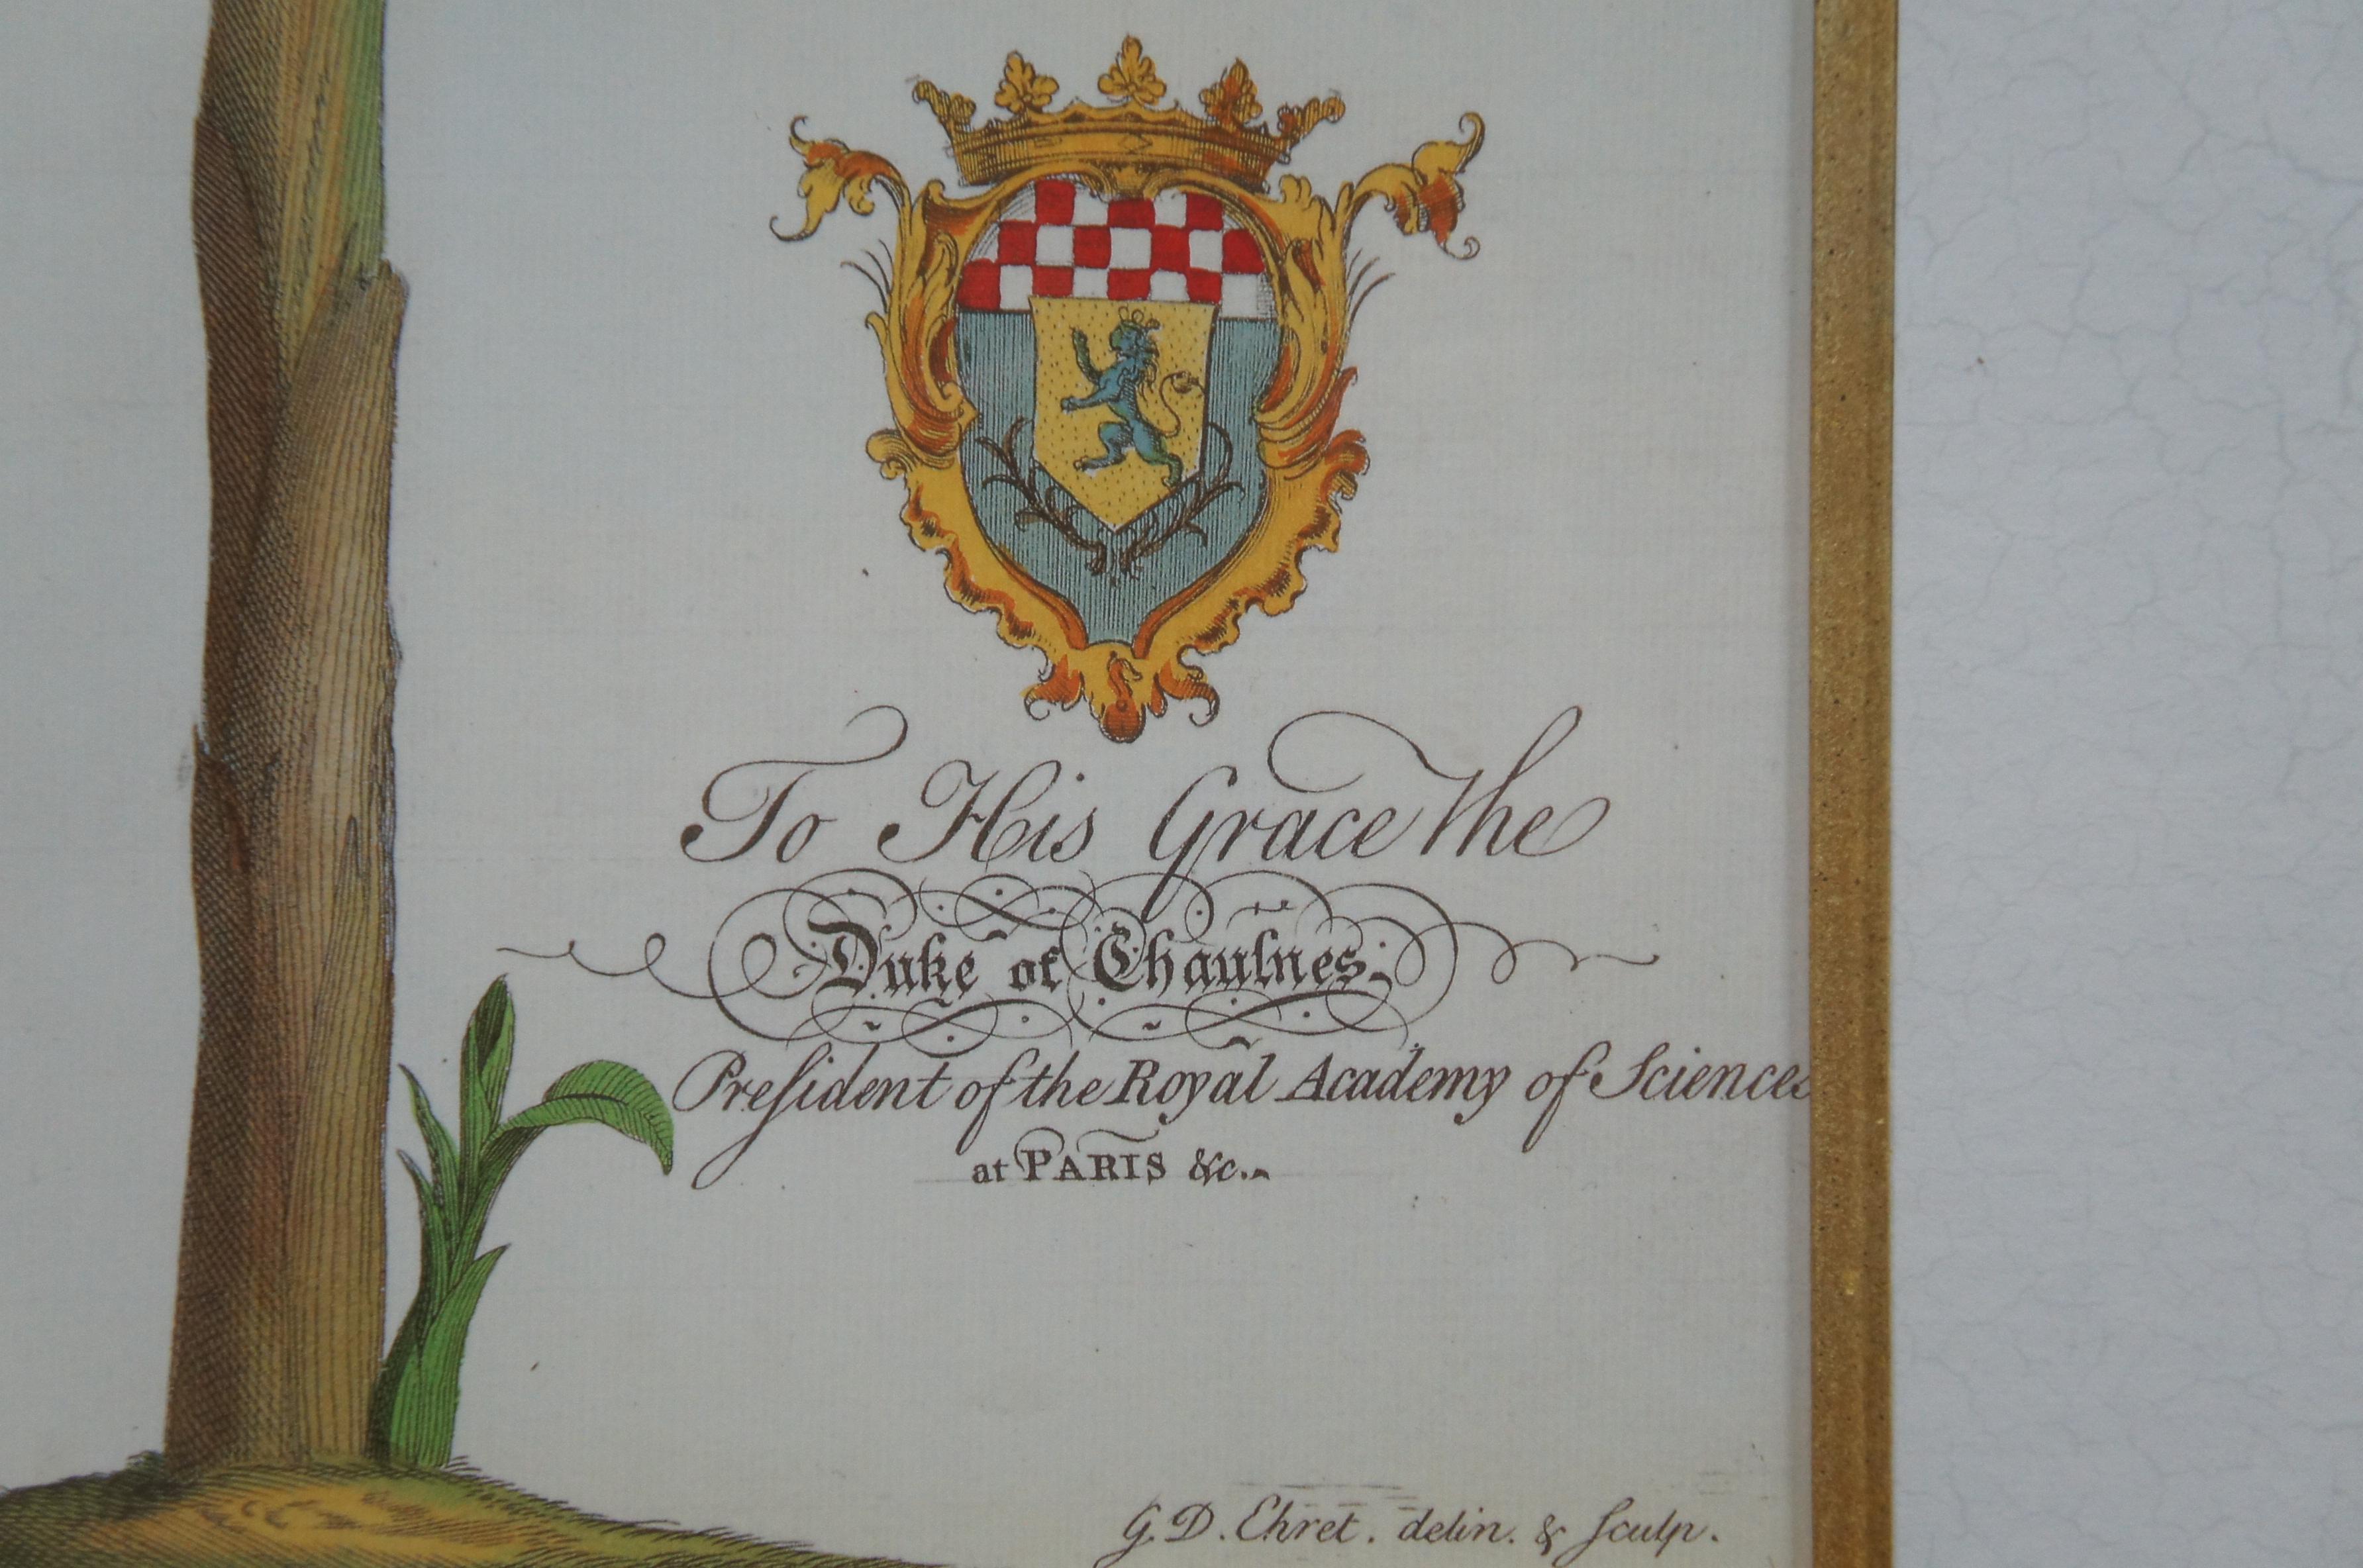 To His Grace The
Duke of Chaulnes.
Preſident of the Royal Academy of Sciences
at PARIS &c.
G. D. Ehret. delin. & Sculp.